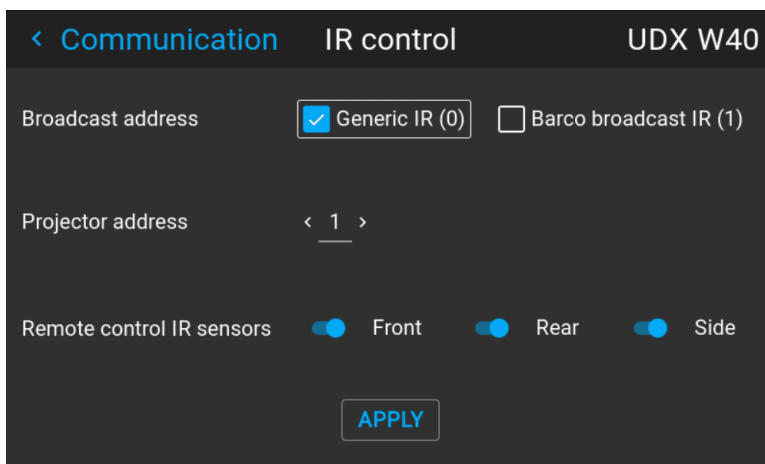 < Communication IR control UDX W40
Broadcast address Generic IR (0) Barco broadcast IR (1)
Projector address < 1 >
Remote control IR sensors Front Rear Side
APPLY